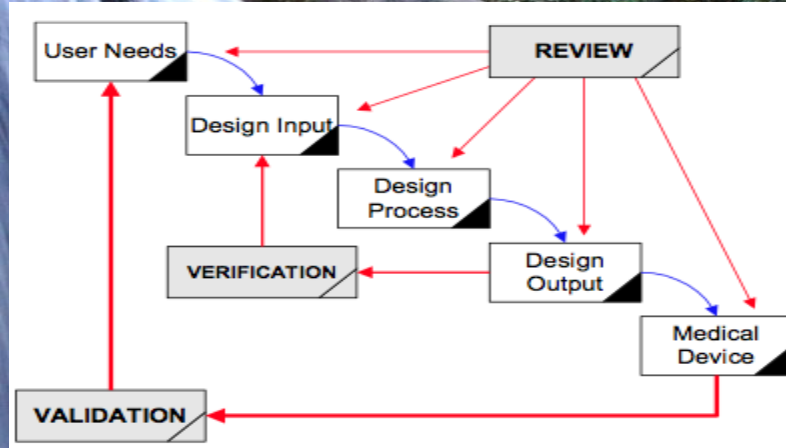 User Needs
REVIEW
Design Input
Design
Process
VERIFICATION
Design
Output
Medical
Device
VALIDATION